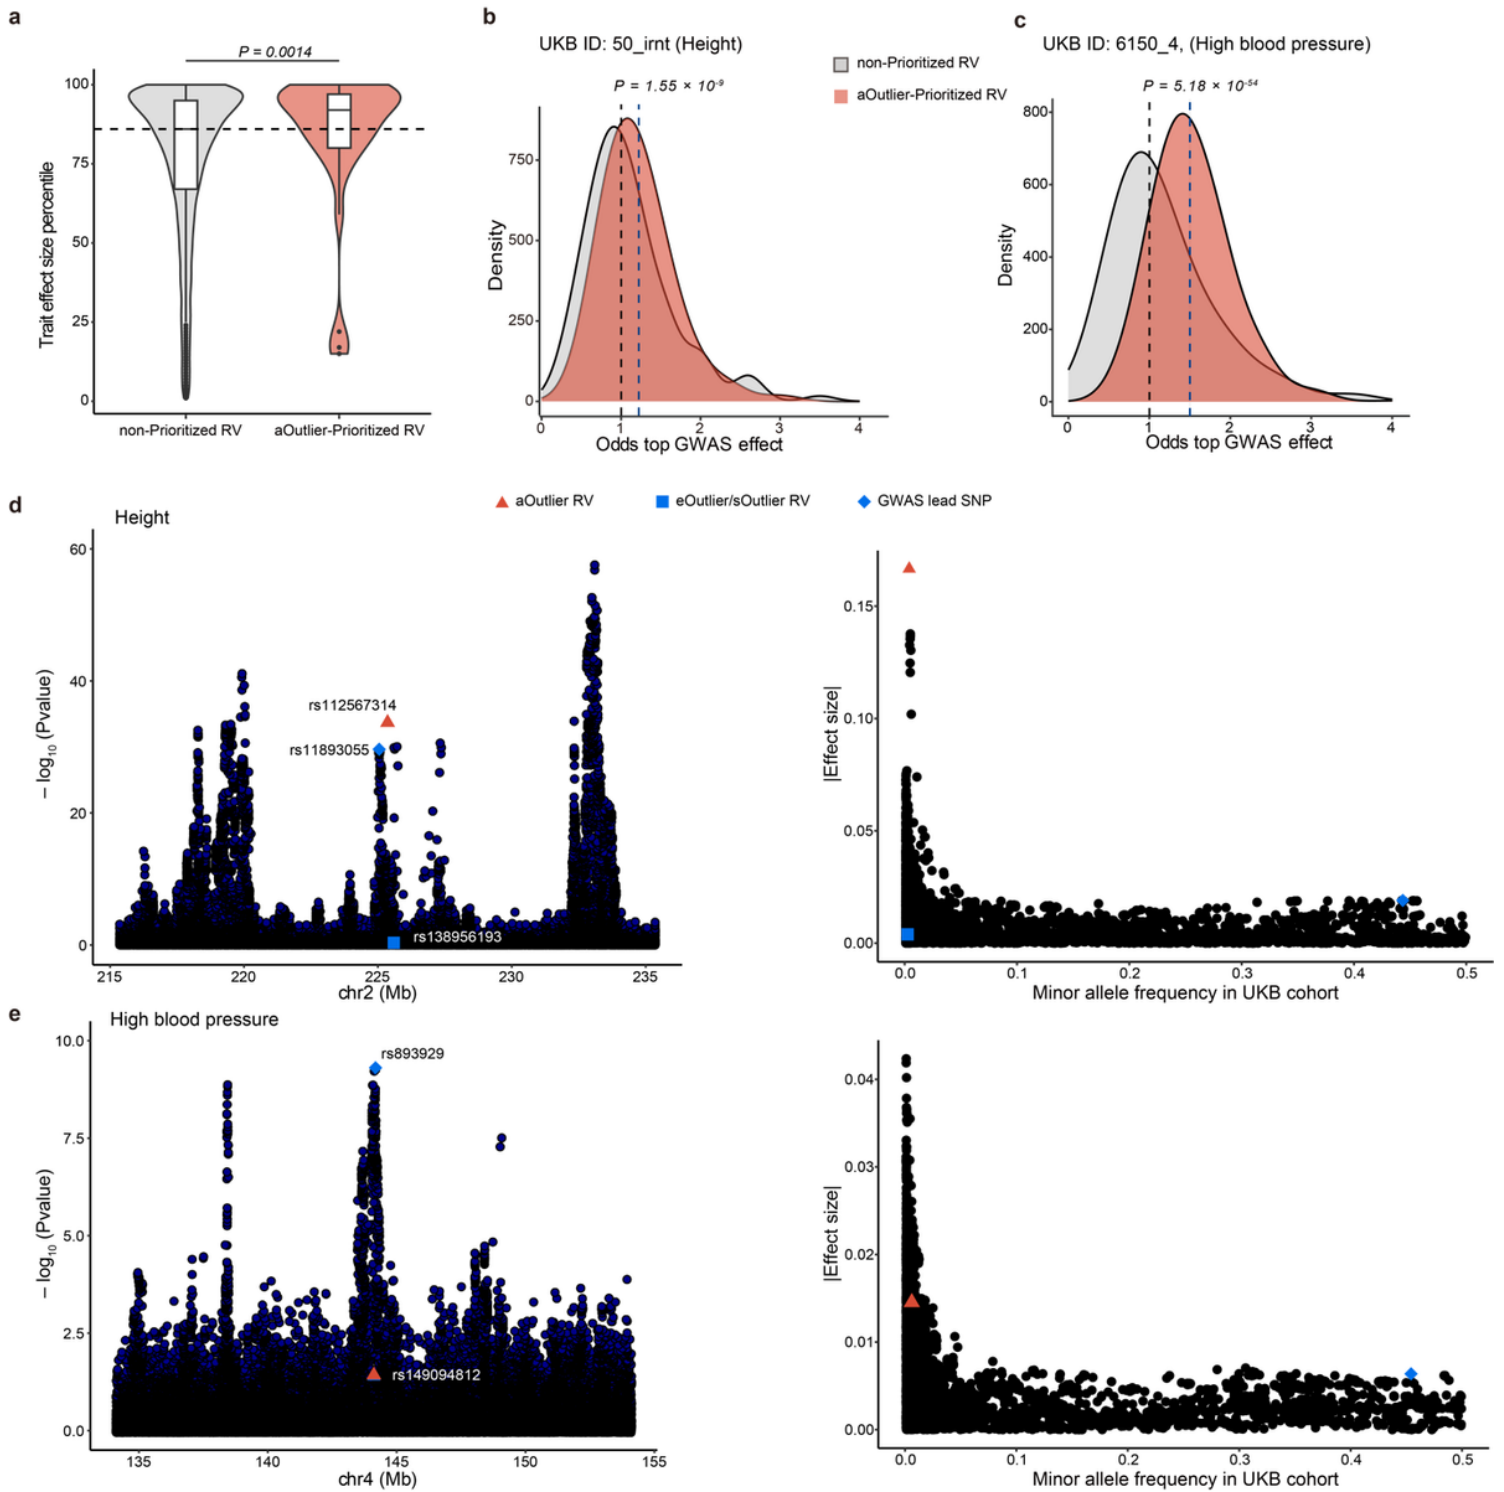 a
P = 0.0014
100
75
50
25
0
Trait effect size percentile
non-Prioritized RV
aOutlier-Prioritized RV
b
UKB ID: 50_irnt (Height)
P = 1.55 × 10⁻⁹
non-Prioritized RV
aOutlier-Prioritized RV
750
500
250
0
Density
0 1 2 3 4
Odds top GWAS effect
c
UKB ID: 6150_4, (High blood pressure)
P = 5.18 × 10⁻⁵⁴
800
600
400
200
0
Density
0 1 2 3 4
Odds top GWAS effect
aOutlier RV
eOutlier/sOutlier RV
GWAS lead SNP
d
Height
60
40
20
0
– log₁₀ (Pvalue)
rs112567314
rs11893055
rs138956193
215 220 225 230 235
chr2 (Mb)
0.15
0.10
0.05
0.00
|Effect size|
0.0 0.1 0.2 0.3 0.4 0.5
Minor allele frequency in UKB cohort
e
High blood pressure
10.0
7.5
5.0
2.5
0.0
– log₁₀ (Pvalue)
rs893929
rs149094812
135 140 145 150 155
chr4 (Mb)
0.04
0.03
0.02
0.01
0.00
|Effect size|
0.0 0.1 0.2 0.3 0.4 0.5
Minor allele frequency in UKB cohort